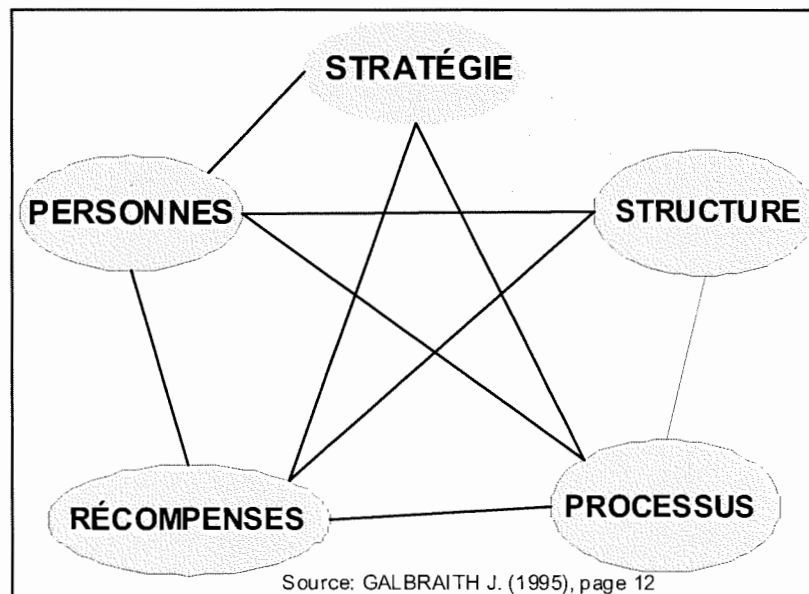 STRATÉGIE
PERSONNES
STRUCTURE
RÉCOMPENSES
PROCESSUS
Source: GALBRAITH J. (1995), page 12